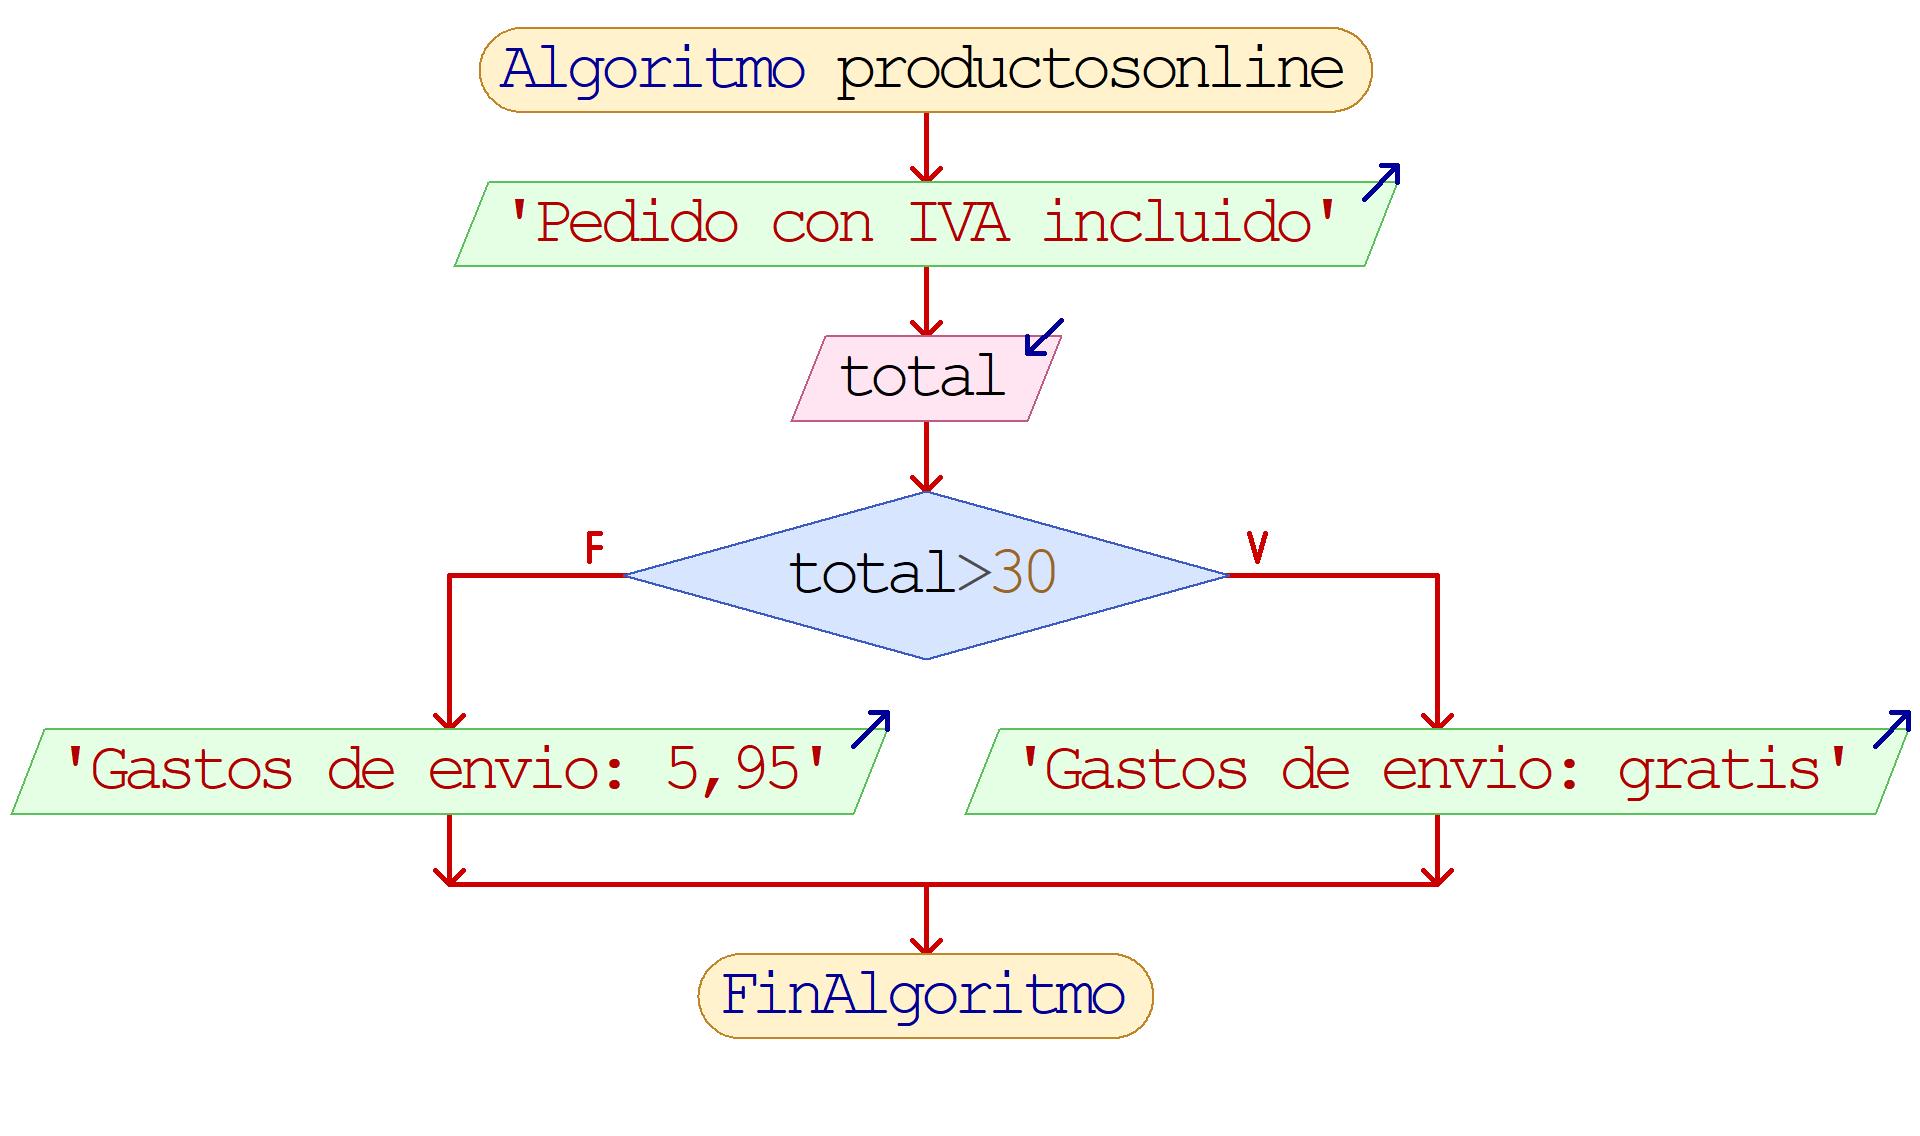 Algoritmo productosonline
'Pedido con IVA incluido'
total
F
V
total>30
'Gastos de envio: 5,95'
'Gastos de envio: gratis'
FinAlgoritmo